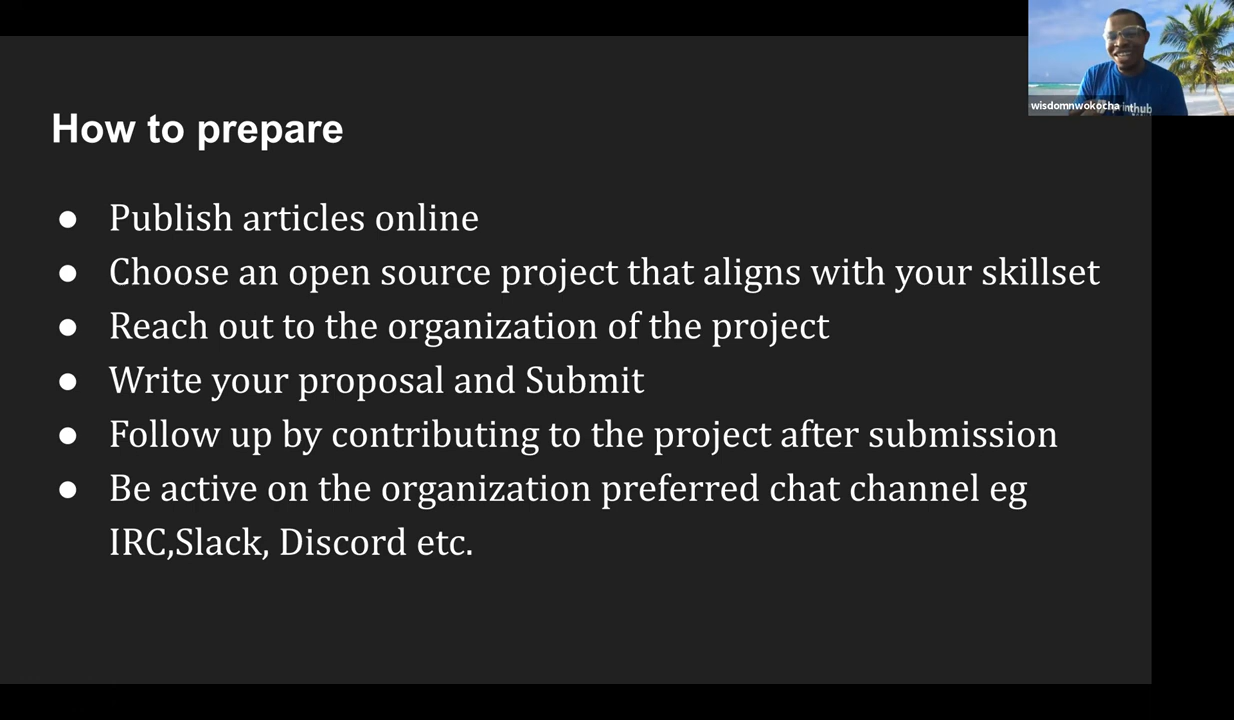 How to prepare
wisdomnwokocha
● Publish articles online
● Choose an open source project that aligns with your skillset
● Reach out to the organization of the project
● Write your proposal and Submit
● Follow up by contributing to the project after submission
● Be active on the organization preferred chat channel eg
IRC,Slack, Discord etc.